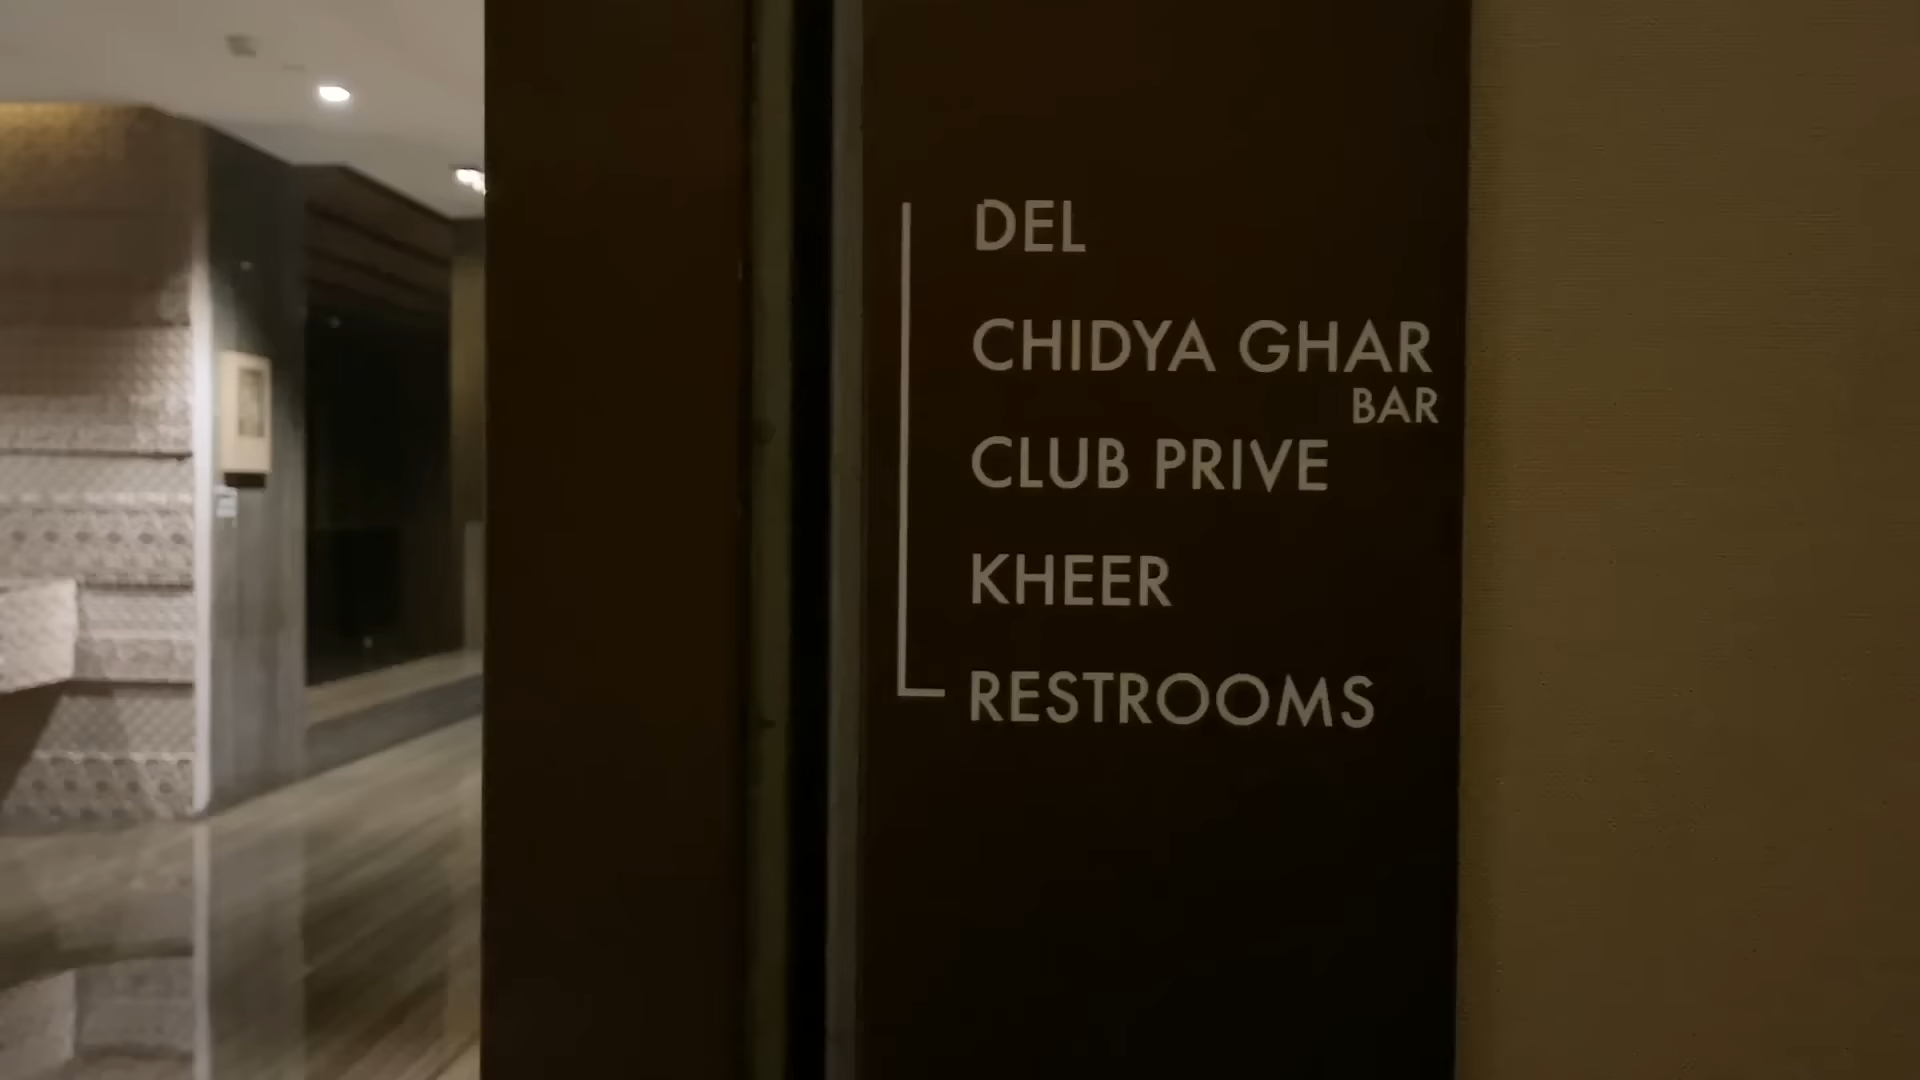 DEL
CHIDYA GHAR
BAR
CLUB PRIVE
KHEER
RESTROOMS